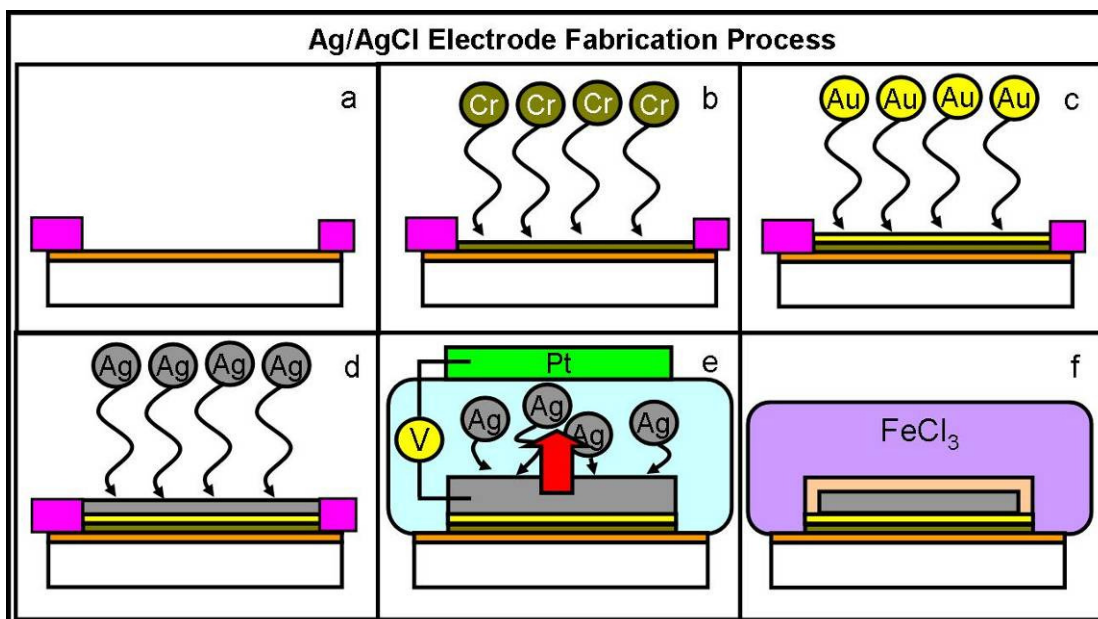 Ag/AgCl Electrode Fabrication Process
a
Cr Cr Cr Cr b
Au Au Au Au c
Ag Ag Ag Ag d
Pt e
Ag Ag Ag Ag
V
f
FeCl₃